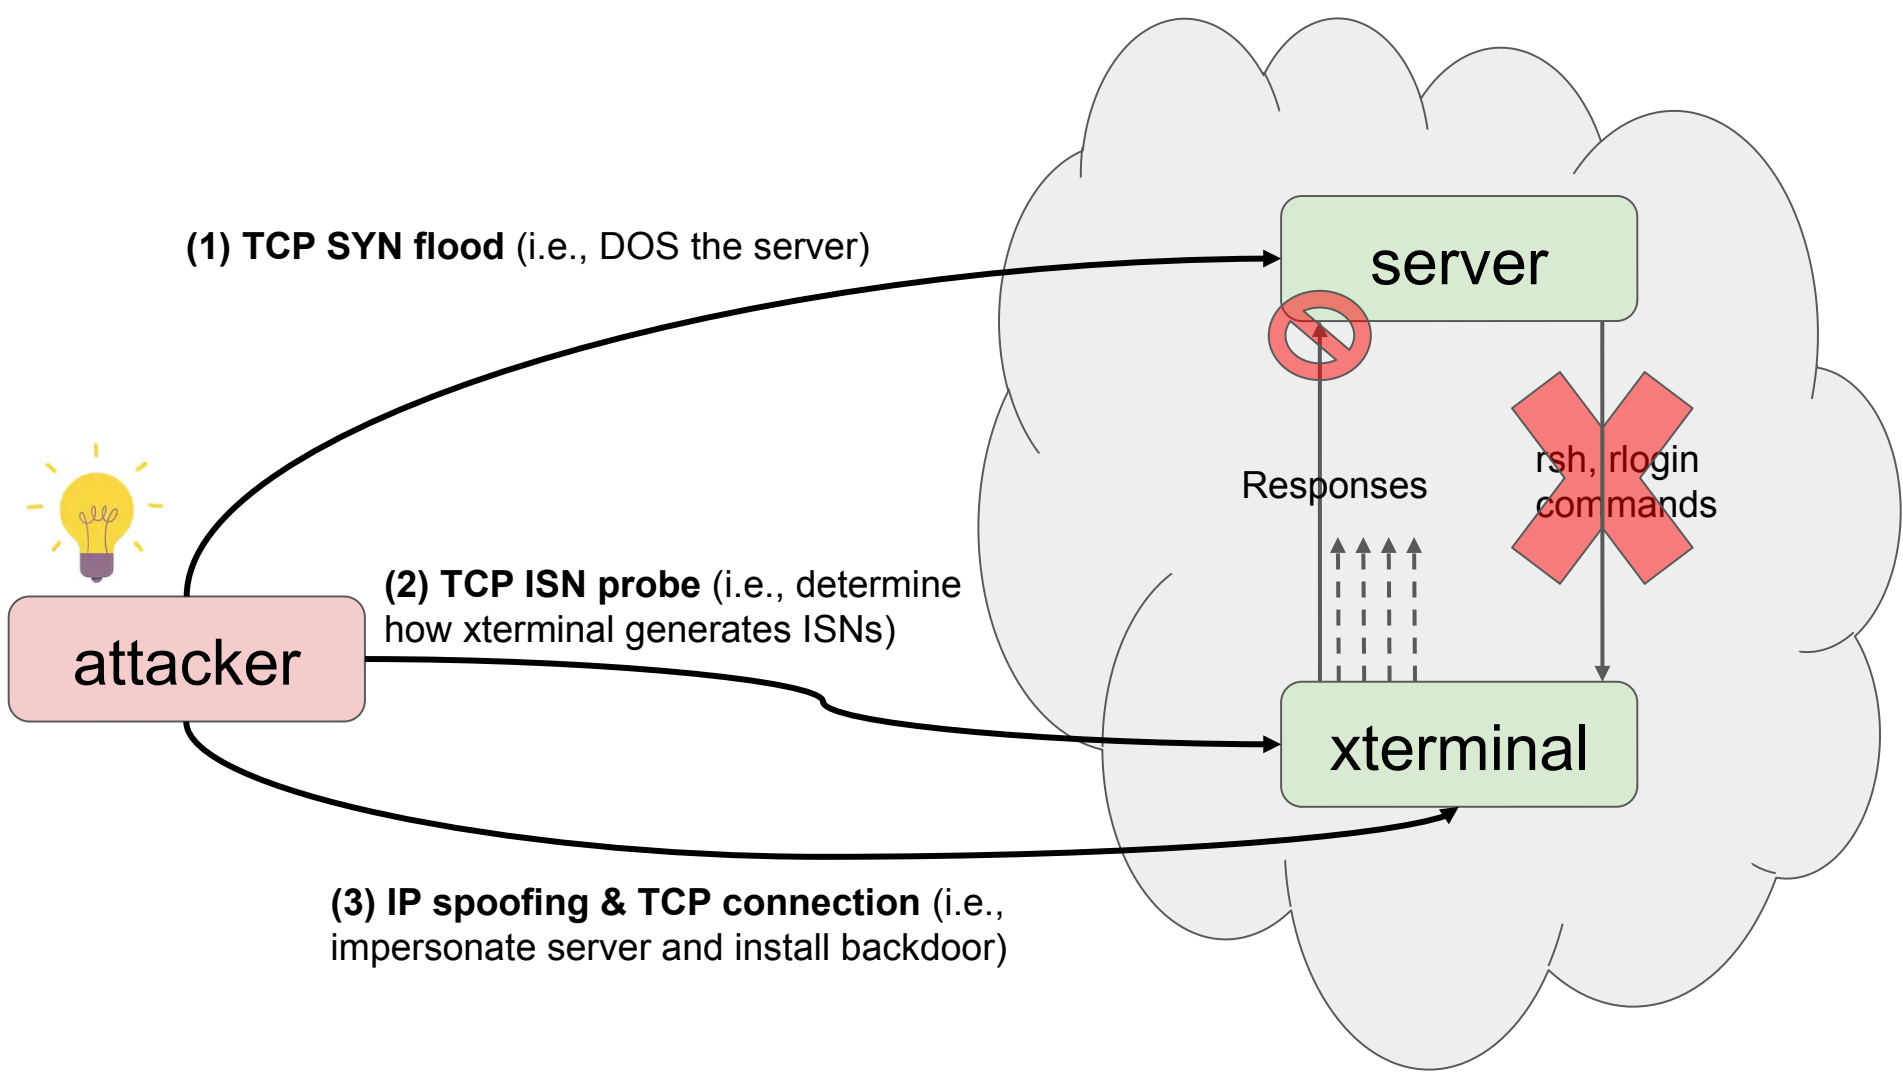 (1) TCP SYN flood (i.e., DOS the server)
server
Responses
rsh, rlogin
commands
(2) TCP ISN probe (i.e., determine
how xterminal generates ISNs)
attacker
xterminal
(3) IP spoofing & TCP connection (i.e.,
impersonate server and install backdoor)